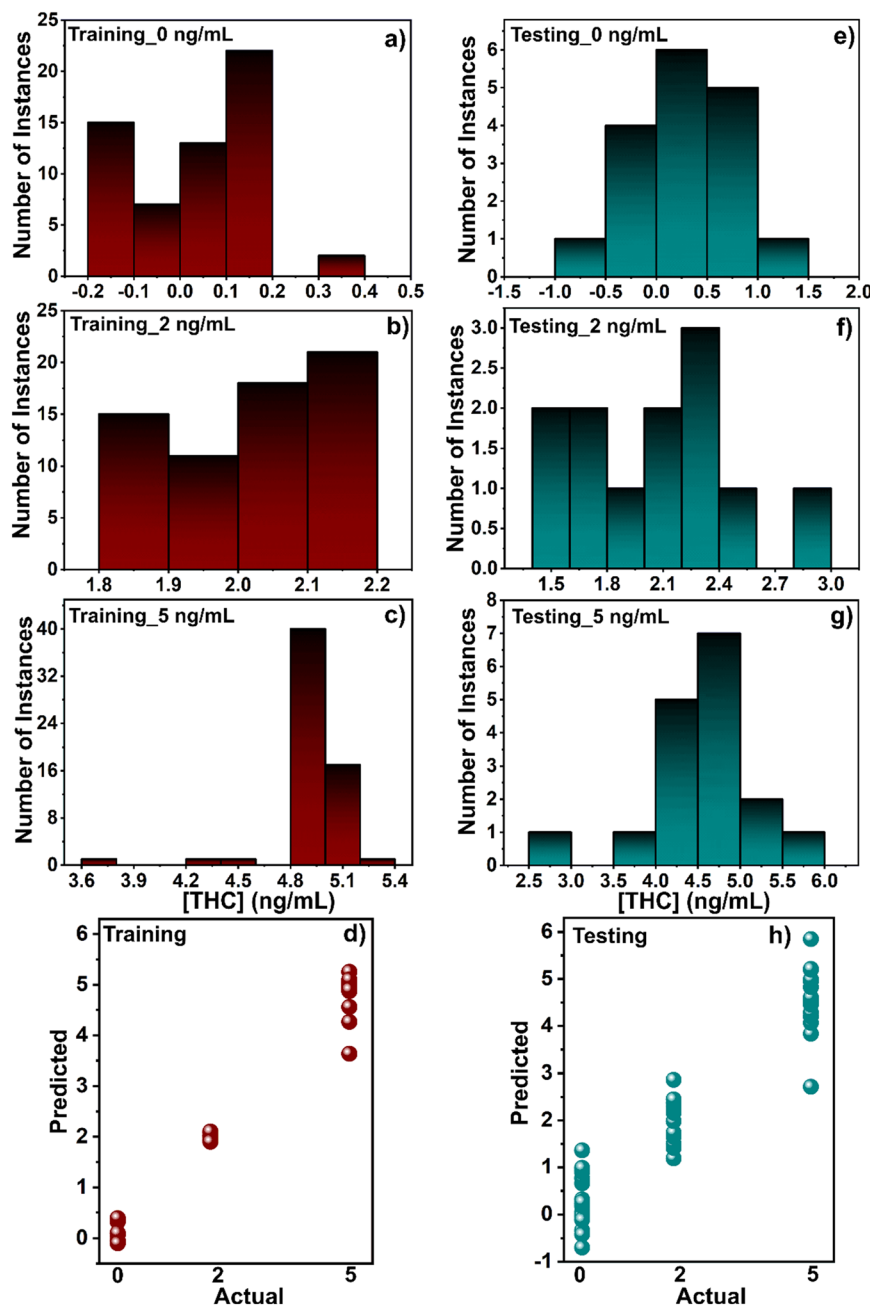 Training_0 ng/mL a)
Number of Instances
25
20
15
10
5
0
-0.2 -0.1 0.0 0.1 0.2 0.3 0.4 0.5
Training_2 ng/mL b)
Number of Instances
25
20
15
10
5
0
1.8 1.9 2.0 2.1 2.2
Training_5 ng/mL c)
Number of Instances
40
32
24
16
8
0
3.6 3.9 4.2 4.5 4.8 5.1 5.4
[THC] (ng/mL)
Training d)
Predicted
6
5
4
3
2
1
0
0 2 5
Actual
Testing_0 ng/mL e)
Number of Instances
7
6
5
4
3
2
1
0
-1.5 -1.0 -0.5 0.0 0.5 1.0 1.5 2.0
Testing_2 ng/mL f)
Number of Instances
3.0
2.5
2.0
1.5
1.0
0.5
0.0
1.5 1.8 2.1 2.4 2.7 3.0
Testing_5 ng/mL g)
Number of Instances
8
7
6
5
4
3
2
1
0
2.5 3.0 3.5 4.0 4.5 5.0 5.5 6.0
[THC] (ng/mL)
Testing h)
Predicted
6
5
4
3
2
1
0
-1
0 2 5
Actual